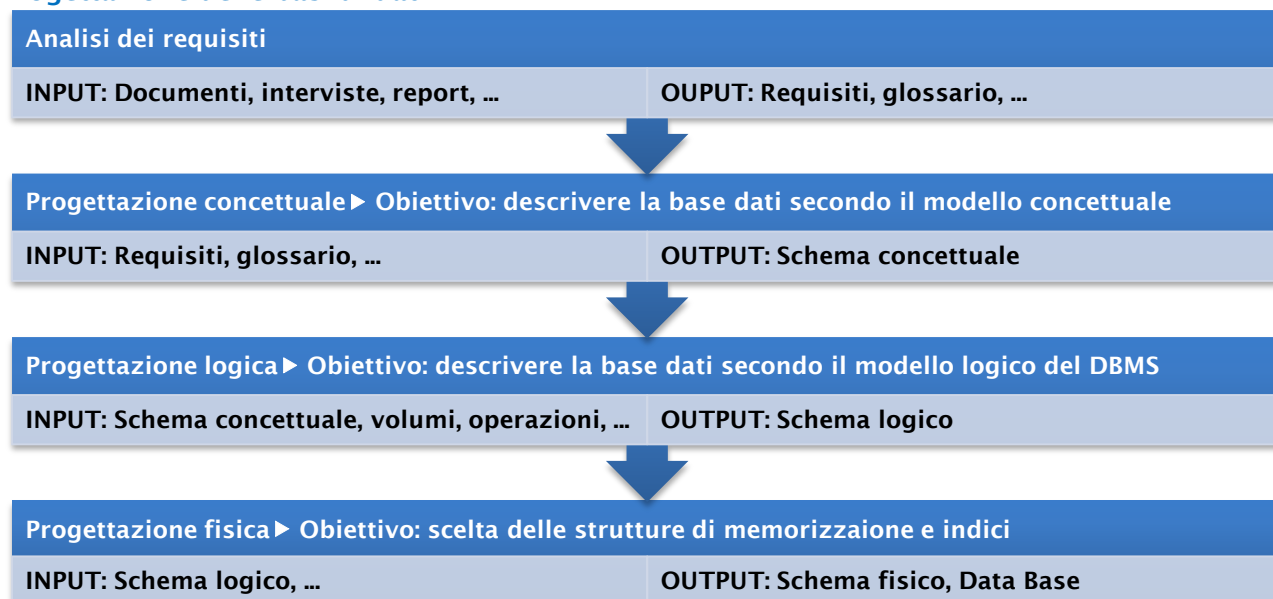 Analisi dei requisiti
INPUT: Documenti, interviste, report, ...
OUPUT: Requisiti, glossario, ...
Progettazione concettuale ▶ Obiettivo: descrivere la base dati secondo il modello concettuale
INPUT: Requisiti, glossario, ...
OUTPUT: Schema concettuale
Progettazione logica ▶ Obiettivo: descrivere la base dati secondo il modello logico del DBMS
INPUT: Schema concettuale, volumi, operazioni, ...
OUTPUT: Schema logico
Progettazione fisica ▶ Obiettivo: scelta delle strutture di memorizzaione e indici
INPUT: Schema logico, ...
OUTPUT: Schema fisico, Data Base